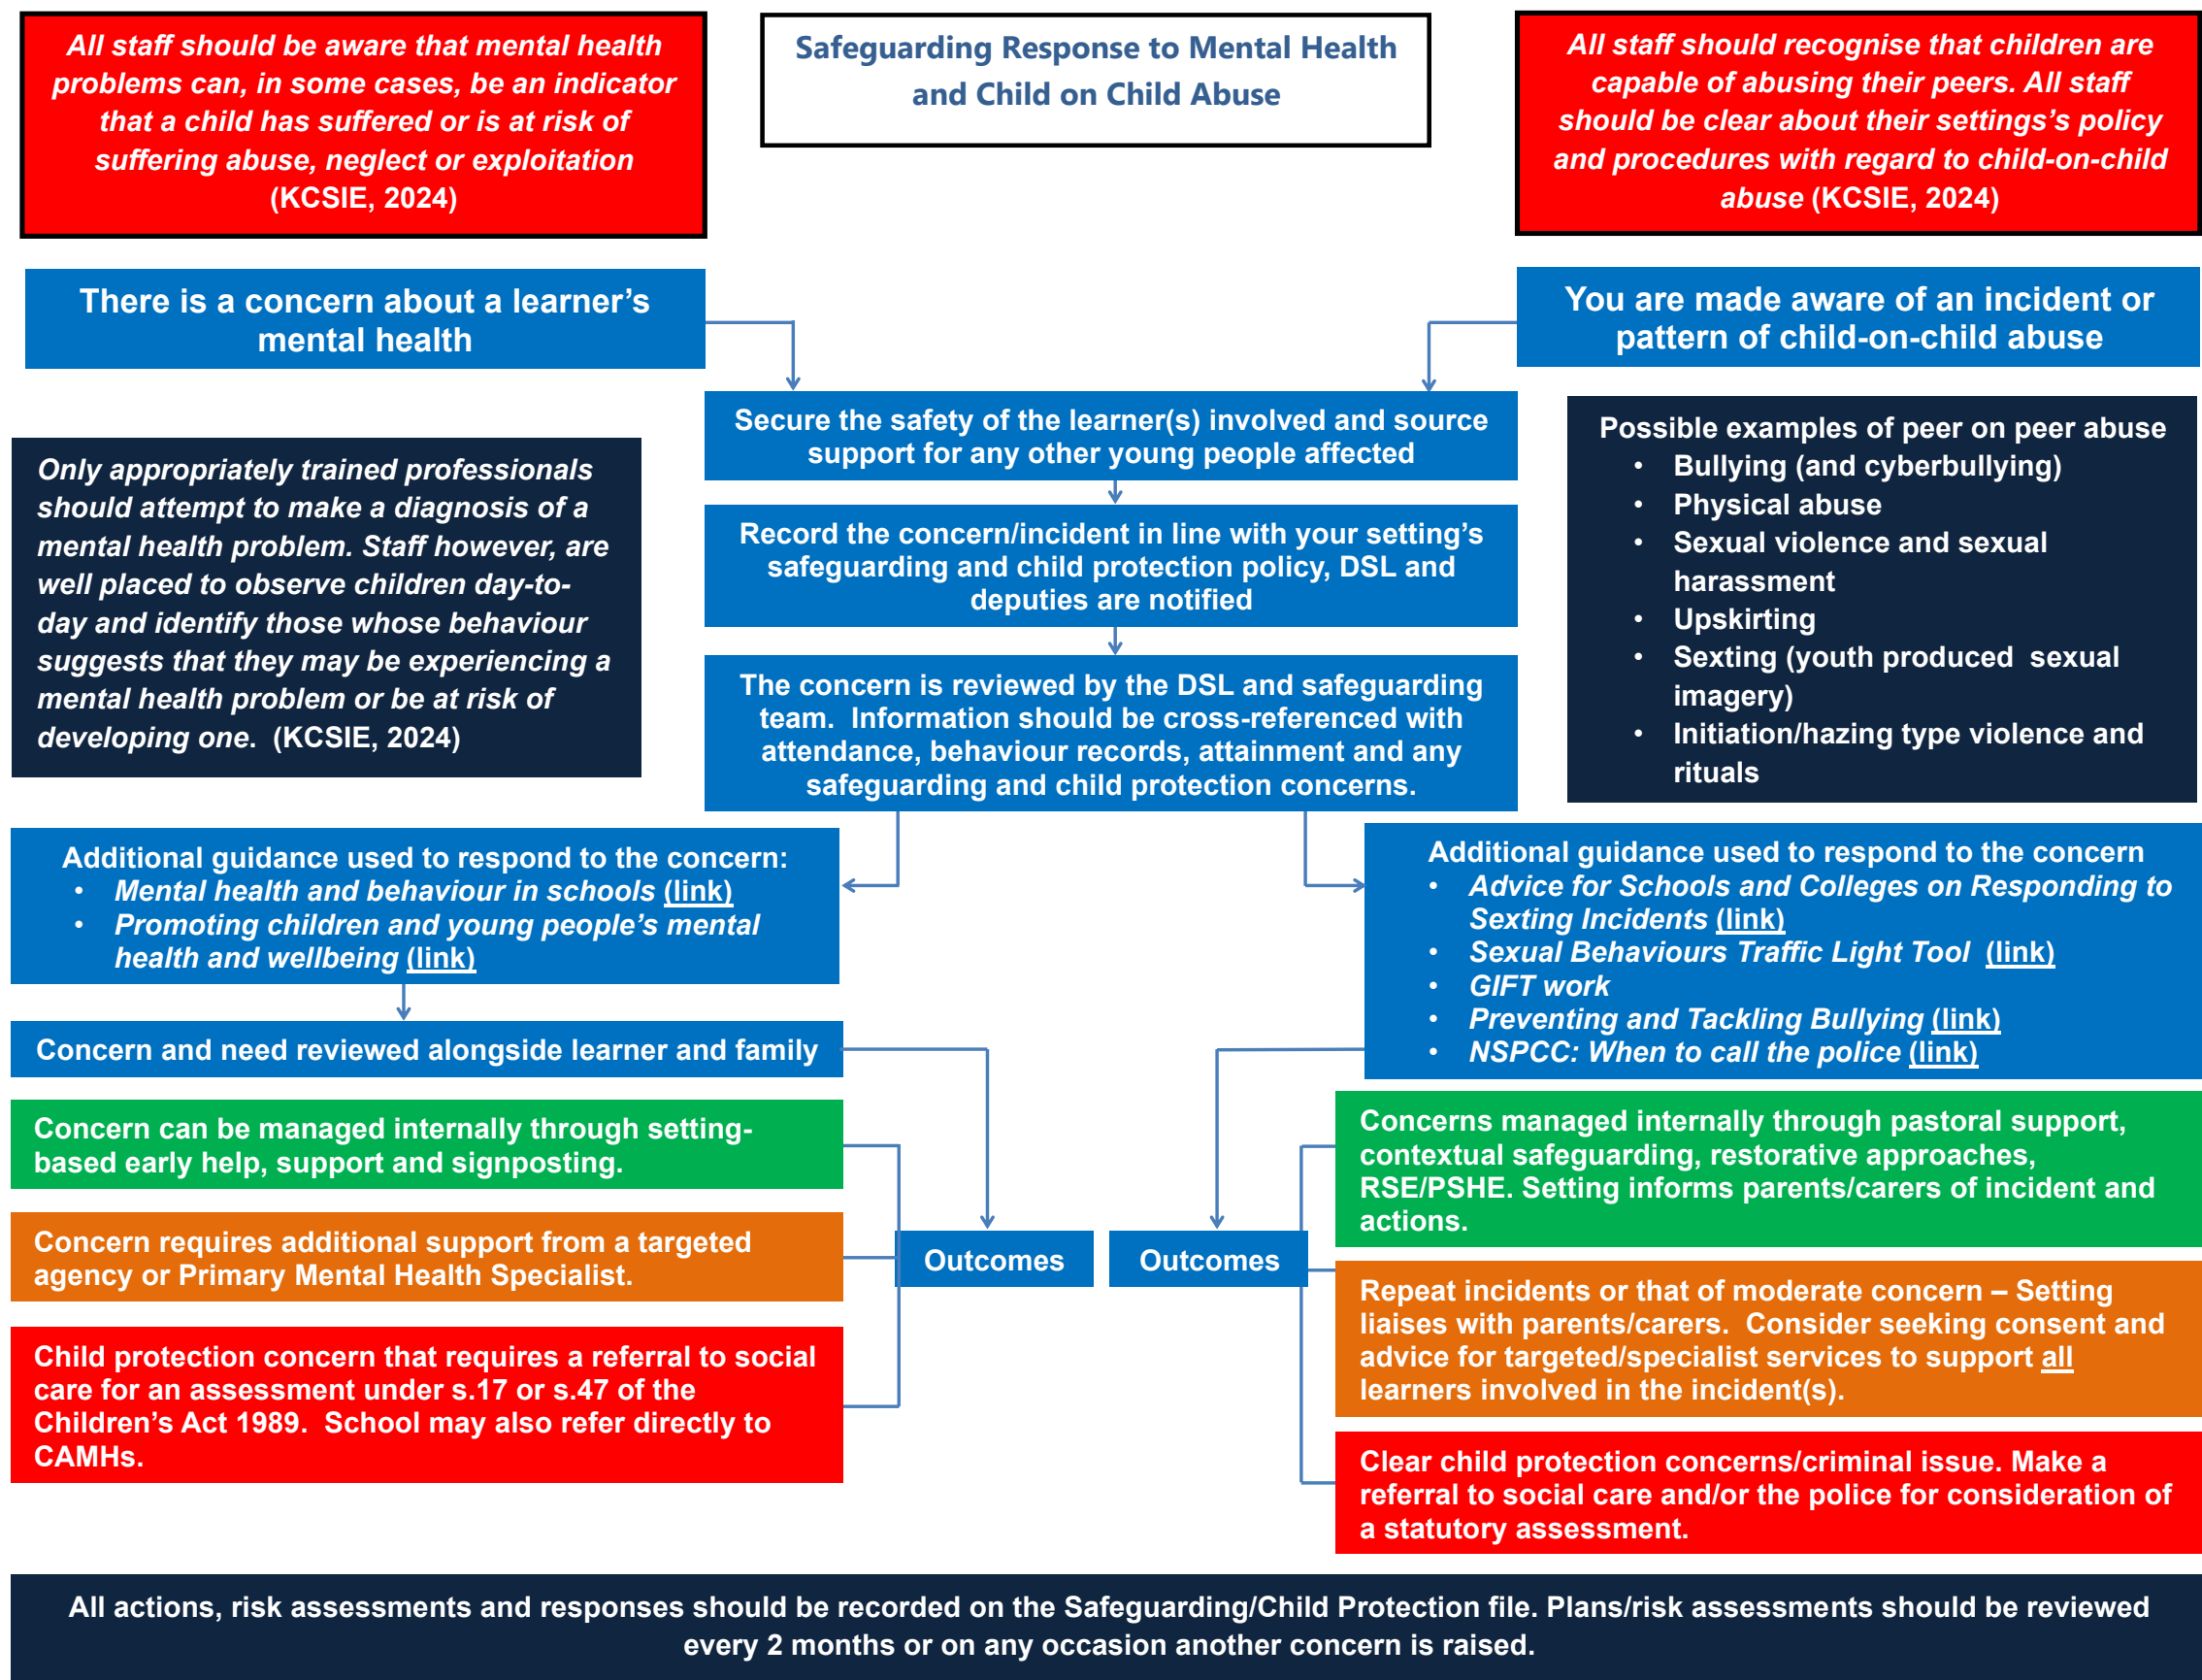 All staff should be aware that mental health
problems can, in some cases, be an indicator
that a child has suffered or is at risk of
suffering abuse, neglect or exploitation
(KCSIE, 2024)
Safeguarding Response to Mental Health
and Child on Child Abuse
All staff should recognise that children are
capable of abusing their peers. All staff
should be clear about their settings's policy
and procedures with regard to child-on-child
abuse (KCSIE, 2024)
There is a concern about a learner’s
mental health
You are made aware of an incident or
pattern of child-on-child abuse
Secure the safety of the learner(s) involved and source
support for any other young people affected
Only appropriately trained professionals
should attempt to make a diagnosis of a
mental health problem. Staff however, are
well placed to observe children day-to-
day and identify those whose behaviour
suggests that they may be experiencing a
mental health problem or be at risk of
developing one.  (KCSIE, 2024)
Record the concern/incident in line with your setting’s
safeguarding and child protection policy, DSL and
deputies are notified
The concern is reviewed by the DSL and safeguarding
team.  Information should be cross-referenced with
attendance, behaviour records, attainment and any
safeguarding and child protection concerns.
Possible examples of peer on peer abuse
• Bullying (and cyberbullying)
• Physical abuse
• Sexual violence and sexual
harassment
• Upskirting
• Sexting (youth produced  sexual
imagery)
• Initiation/hazing type violence and
rituals
Additional guidance used to respond to the concern:
• Mental health and behaviour in schools (link)
• Promoting children and young people’s mental
health and wellbeing (link)
Additional guidance used to respond to the concern
• Advice for Schools and Colleges on Responding to
Sexting Incidents (link)
• Sexual Behaviours Traffic Light Tool  (link)
• GIFT work
• Preventing and Tackling Bullying (link)
• NSPCC: When to call the police (link)
Concern and need reviewed alongside learner and family
Concern can be managed internally through setting-
based early help, support and signposting.
Concern requires additional support from a targeted
agency or Primary Mental Health Specialist.
Child protection concern that requires a referral to social
care for an assessment under s.17 or s.47 of the
Children’s Act 1989.  School may also refer directly to
CAMHs.
Outcomes
Outcomes
Concerns managed internally through pastoral support,
contextual safeguarding, restorative approaches,
RSE/PSHE. Setting informs parents/carers of incident and
actions.
Repeat incidents or that of moderate concern – Setting
liaises with parents/carers.  Consider seeking consent and
advice for targeted/specialist services to support all
learners involved in the incident(s).
Clear child protection concerns/criminal issue. Make a
referral to social care and/or the police for consideration of
a statutory assessment.
All actions, risk assessments and responses should be recorded on the Safeguarding/Child Protection file. Plans/risk assessments should be reviewed
every 2 months or on any occasion another concern is raised.